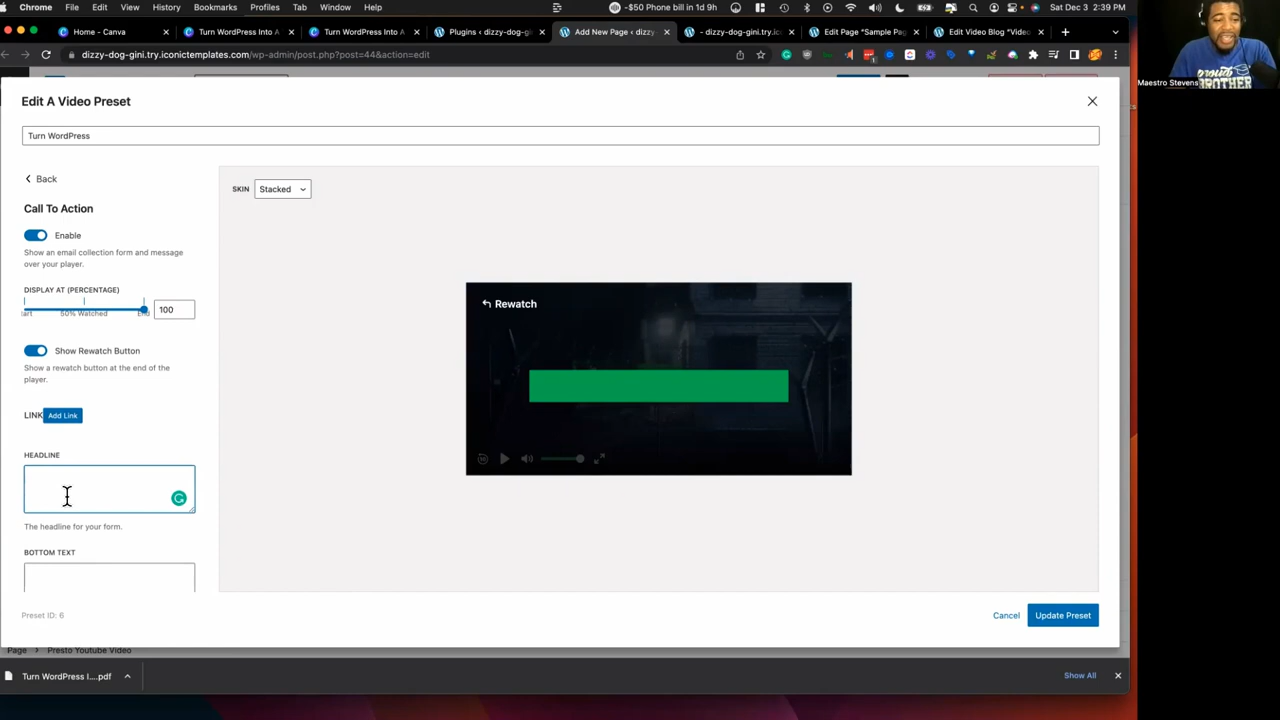 Chrome File Edit View History Bookmarks Profiles Tab Window Help -$50 Phone bill in 1d 9h Sat Dec 3 2:39 PM
Home - Canva Turn WordPress Into A Turn WordPress Into A Plugins ‹ dizzy-dog-gi Add New Page ‹ dizzy - dizzy-dog-gini.try.ic Edit Page "Sample Pag Edit Video Blog "Video
dizzy-dog-gini.try.iconictemplates.com/wp-admin/post.php?post=44&action=edit
Maestro Stevens
PROUD BROTHER
Edit A Video Preset
Turn WordPress
Back
SKIN Stacked
Call To Action
Enable
Show an email collection form and message
over your player.
DISPLAY AT (PERCENTAGE)
100
art 50% Watched End
Rewatch
Show Rewatch Button
Show a rewatch button at the end of the
player.
LINK Add Link
HEADLINE
10
The headline for your form.
BOTTOM TEXT
Preset ID: 6
Cancel Update Preset
Page Presto Youtube Video
Turn WordPress I....pdf
Show All